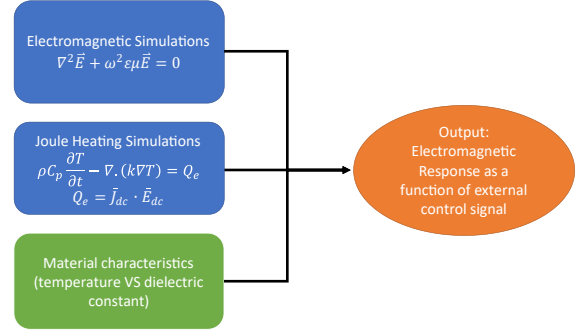 Electromagnetic Simulations
∇²E⃗ + ω²εμE⃗ = 0
Joule Heating Simulations
ρC_p ∂T/∂t − ∇.(k∇T) = Q_e
Q_e = J̄_dc · Ē_dc
Material characteristics
(temperature VS dielectric
constant)
Output:
Electromagnetic
Response as a
function of external
control signal